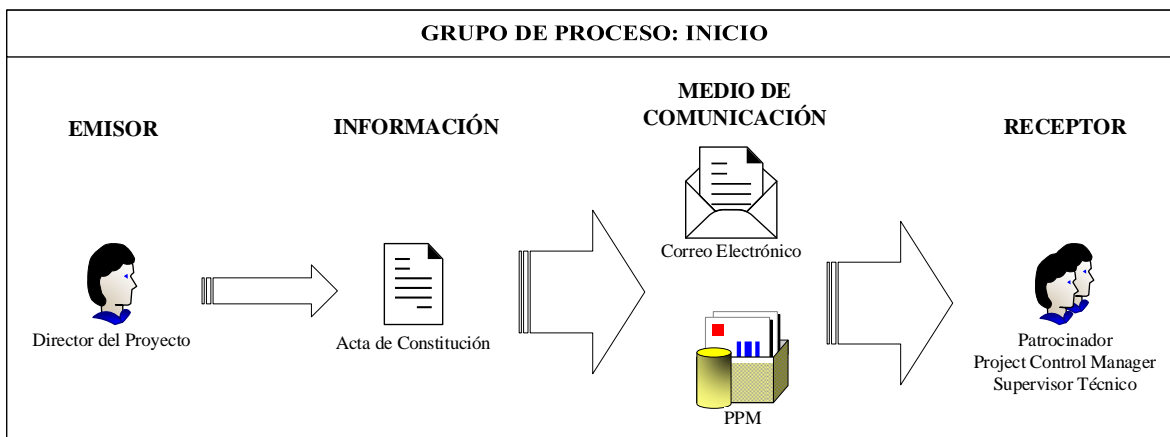 GRUPO DE PROCESO: INICIO
EMISOR
INFORMACIÓN
MEDIO DE
COMUNICACIÓN
RECEPTOR
Director del Proyecto
Acta de Constitución
Correo Electrónico
PPM
Patrocinador
Project Control Manager
Supervisor Técnico